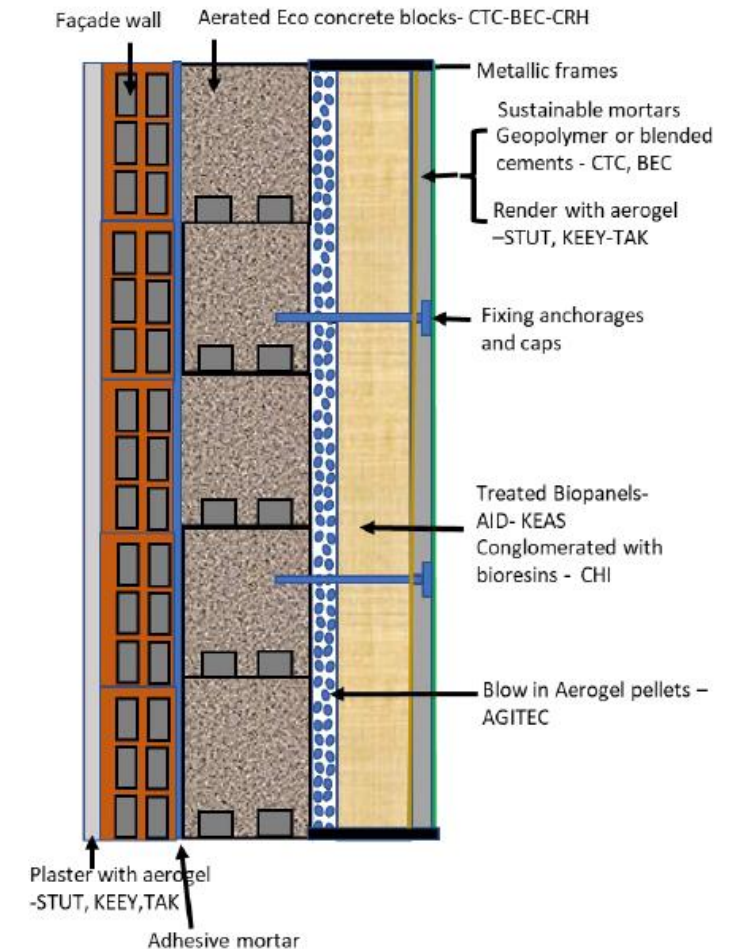 Façade wall
Aerated Eco concrete blocks- CTC-BEC-CRH
Metallic frames
Sustainable mortars
Geopolymer or blended
cements - CTC, BEC
Render with aerogel
–STUT, KEEY-TAK
Fixing anchorages
and caps
Treated Biopanels-
AID- KEAS
Conglomerated with
bioresins - CHI
Blow in Aerogel pellets –
AGITEC
Plaster with aerogel
-STUT, KEEY,TAK
Adhesive mortar